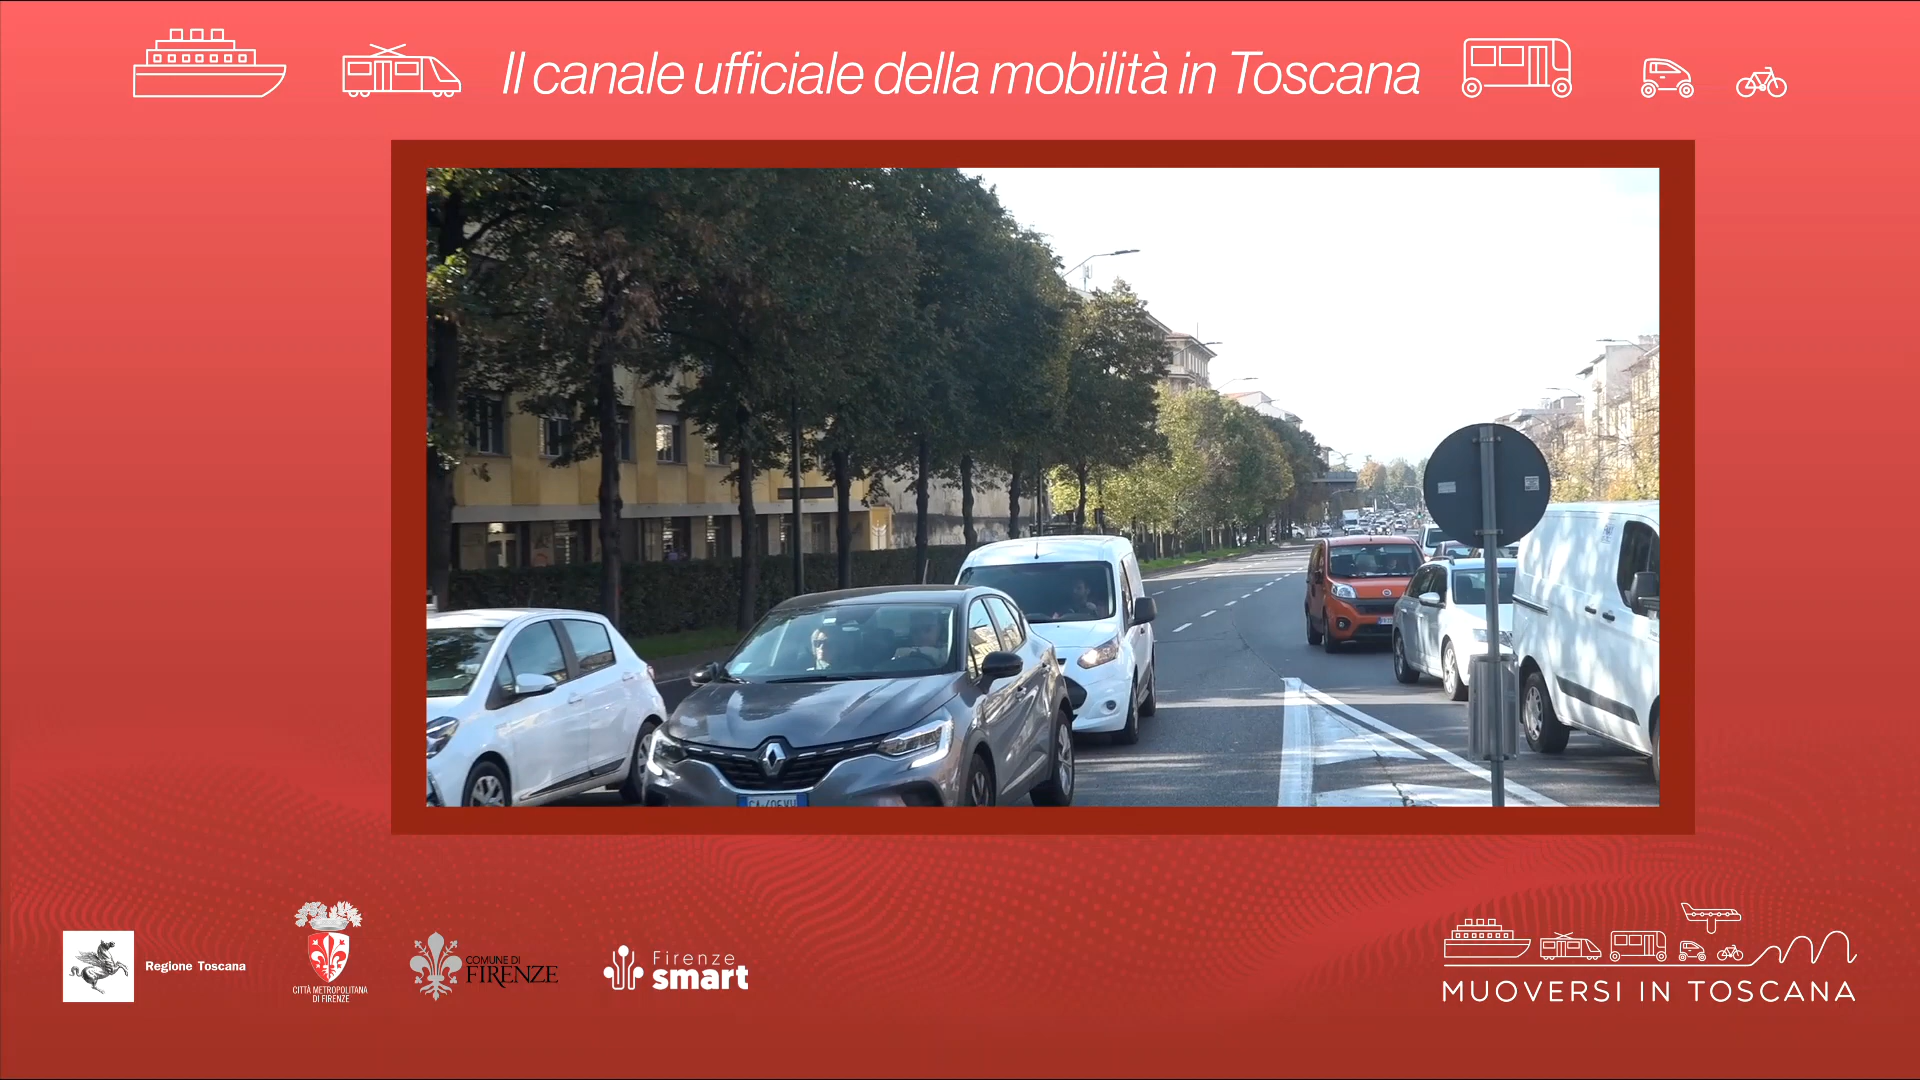 Il canale ufficiale della mobilità in Toscana
Regione Toscana
CITTÀ METROPOLITANA
DI FIRENZE
COMUNE DI
FIRENZE
Firenze
smart
MUOVERSI IN TOSCANA